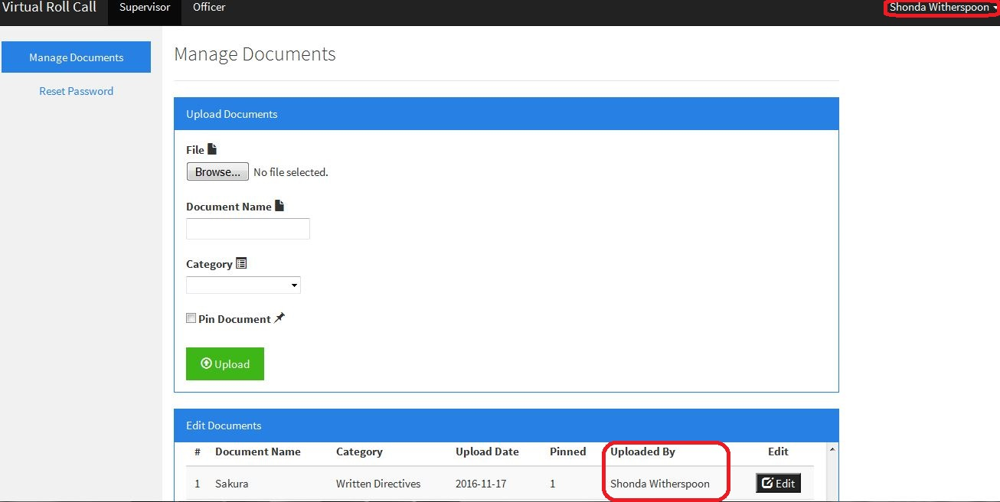 Virtual Roll Call Supervisor Officer Shonda Witherspoon
Manage Documents
Reset Password
Manage Documents
Upload Documents
File
Browse... No file selected.
Document Name
Category
Pin Document
Upload
Edit Documents
# Document Name Category Upload Date Pinned Uploaded By Edit
1 Sakura Written Directives 2016-11-17 1 Shonda Witherspoon Edit